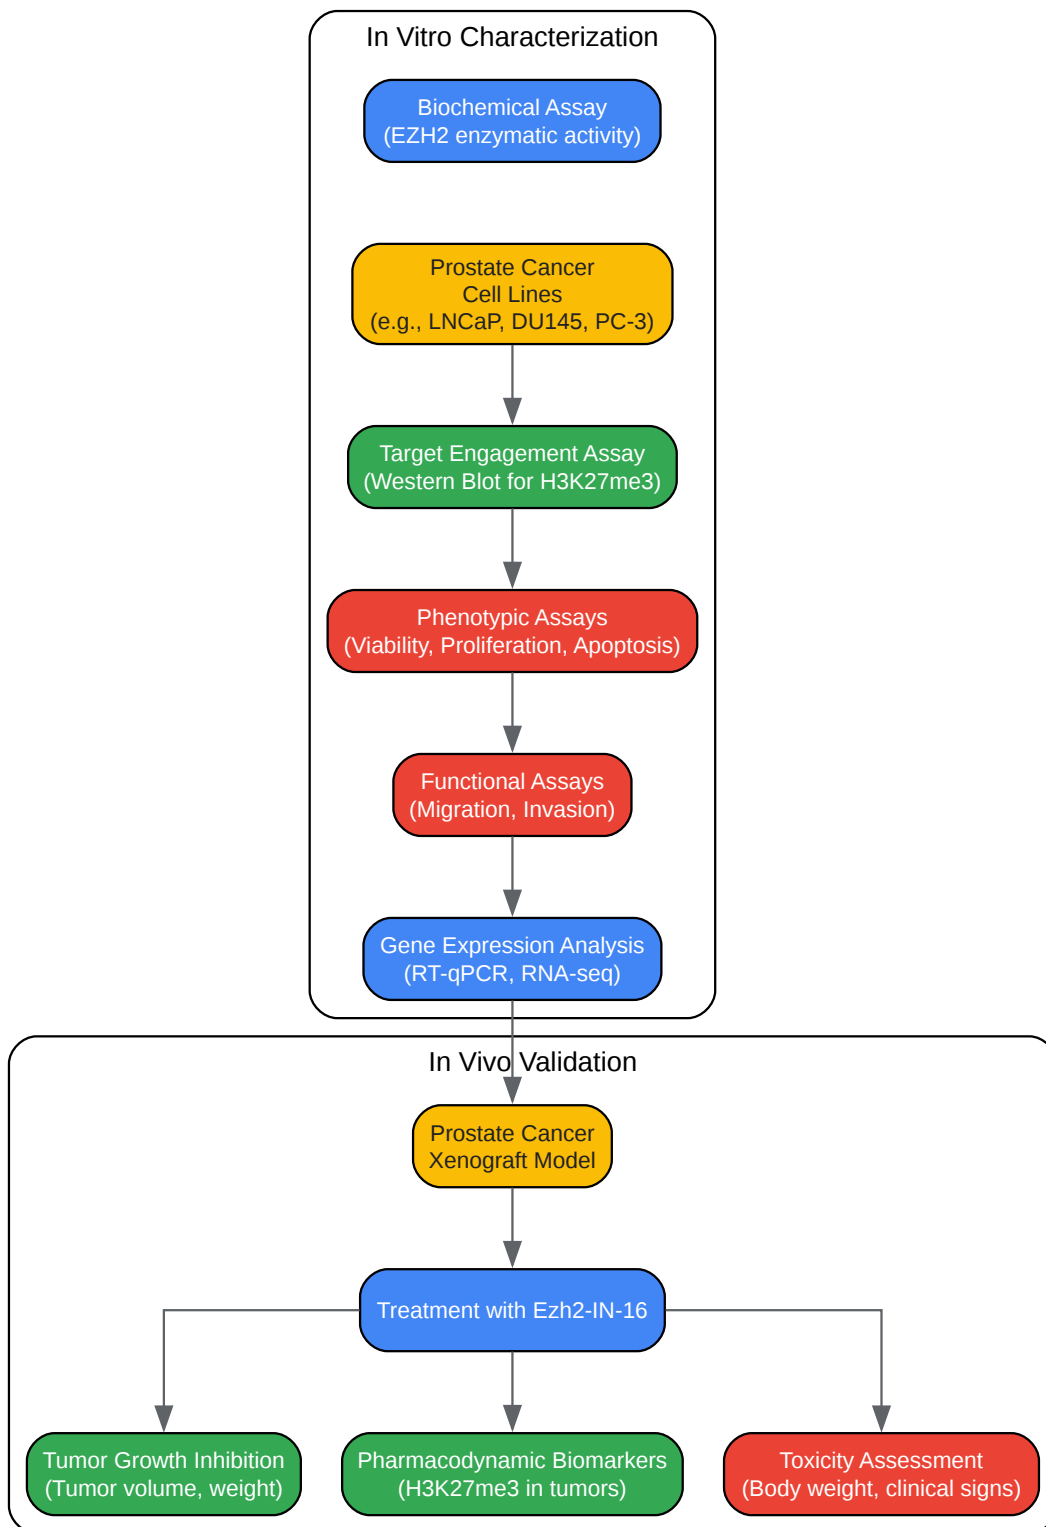 In Vitro Characterization
Biochemical Assay
(EZH2 enzymatic activity)
Prostate Cancer
Cell Lines
(e.g., LNCaP, DU145, PC-3)
Target Engagement Assay
(Western Blot for H3K27me3)
Phenotypic Assays
(Viability, Proliferation, Apoptosis)
Functional Assays
(Migration, Invasion)
Gene Expression Analysis
(RT-qPCR, RNA-seq)
In Vivo Validation
Prostate Cancer
Xenograft Model
Treatment with Ezh2-IN-16
Tumor Growth Inhibition
(Tumor volume, weight)
Pharmacodynamic Biomarkers
(H3K27me3 in tumors)
Toxicity Assessment
(Body weight, clinical signs)